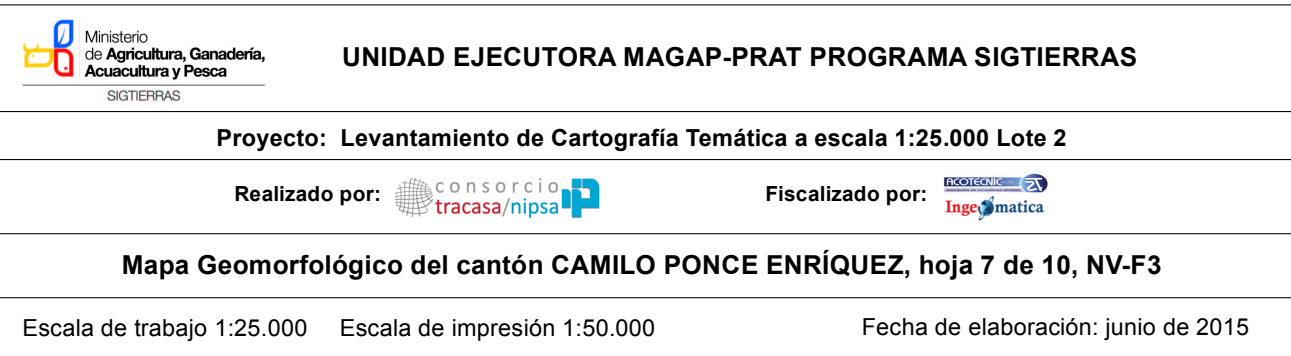 Ministerio
de Agricultura, Ganadería,
Acuacultura y Pesca
SIGTIERRAS
UNIDAD EJECUTORA MAGAP-PRAT PROGRAMA SIGTIERRAS
Proyecto: Levantamiento de Cartografía Temática a escala 1:25.000 Lote 2
Realizado por: consorcio
tracasa/nipsa
Fiscalizado por: ACOTECNIC
Ingeomatica
Mapa Geomorfológico del cantón CAMILO PONCE ENRÍQUEZ, hoja 7 de 10, NV-F3
Escala de trabajo 1:25.000 Escala de impresión 1:50.000 Fecha de elaboración: junio de 2015